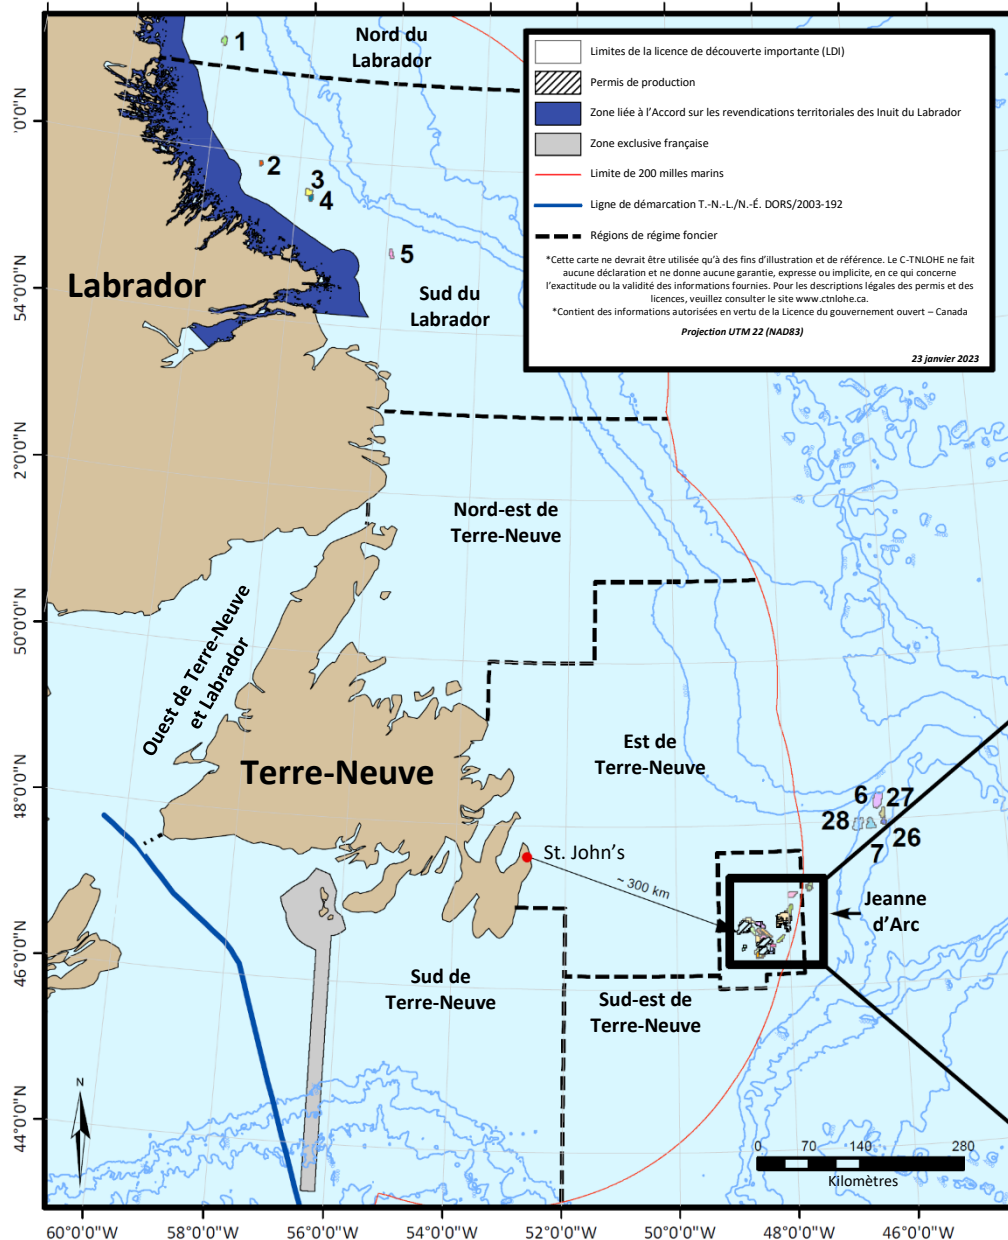 1
Nord du
Labrador
Limites de la licence de découverte importante (LDI)
Permis de production
Zone liée à l'Accord sur les revendications territoriales des Inuit du Labrador
Zone exclusive française
Limite de 200 milles marins
Ligne de démarcation T.-N.-L./N.-É. DORS/2003-192
Régions de régime foncier
*Cette carte ne devrait être utilisée qu'à des fins d'illustration et de référence. Le C-TNLOHE ne fait
aucune déclaration et ne donne aucune garantie, expresse ou implicite, en ce qui concerne
l'exactitude ou la validité des informations fournies. Pour les descriptions légales des permis et des
licences, veuillez consulter le site www.ctnlohe.ca.
*Contient des informations autorisées en vertu de la Licence du gouvernement ouvert – Canada
Projection UTM 22 (NAD83)
23 janvier 2023
'0'0"N
2
3
4
5
Labrador
Sud du
Labrador
54°0'0"N
2°0'0"N
Nord-est de
Terre-Neuve
50°0'0"N
Ouest de Terre-Neuve
et Labrador
Terre-Neuve
Est de
Terre-Neuve
48°0'0"N
6
27
28
26
7
St. John's
~ 300 km
Jeanne
d'Arc
46°0'0"N
Sud de
Terre-Neuve
Sud-est de
Terre-Neuve
N
44°0'0"N
0
70
140
280
Kilomètres
60°0'0"W
58°0'0"W
56°0'0"W
54°0'0"W
52°0'0"W
50°0'0"W
48°0'0"W
46°0'0"W